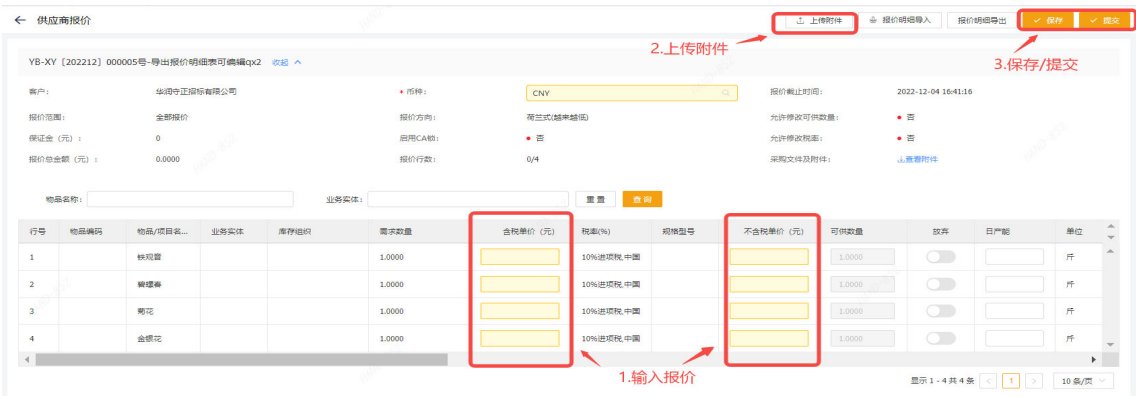 ← 供应商报价 上传附件 报价明细导入 报价明细导出 ✓ 保存 ✓ 提交
2.上传附件
3.保存/提交
YB-XY【202212】000005号-导出报价明细表可编辑qx2 收起 ^
客户: 华润守正招标有限公司 * 币种: CNY 报价截止时间: 2022-12-04 16:41:16
报价范围: 全部报价 报价方向: 荷兰式(越来越低) 允许修改可供数量: 否
保证金 (元) : 0 启用CA锁: 否 允许修改税率: 否
报价总金额 (元) : 0.0000 报价行数: 0/4 采购文件及附件: 查看附件
物品名称: 业务实体: 重置 查询
行号 物品编码 物品/项目名... 业务实体 库存组织 需求数量 含税单价 (元) 税率(%) 规格型号 不含税单价 (元) 可供数量 放弃 日产能 单位
1 铁观音 1.0000 10%进项税,中国 1.0000 斤
2 碧螺春 1.0000 10%进项税,中国 1.0000 斤
3 菊花 1.0000 10%进项税,中国 1.0000 斤
4 金银花 1.0000 10%进项税,中国 1.0000 斤
1.输入报价
显示 1 - 4 共 4 条 < 1 > 10 条/页